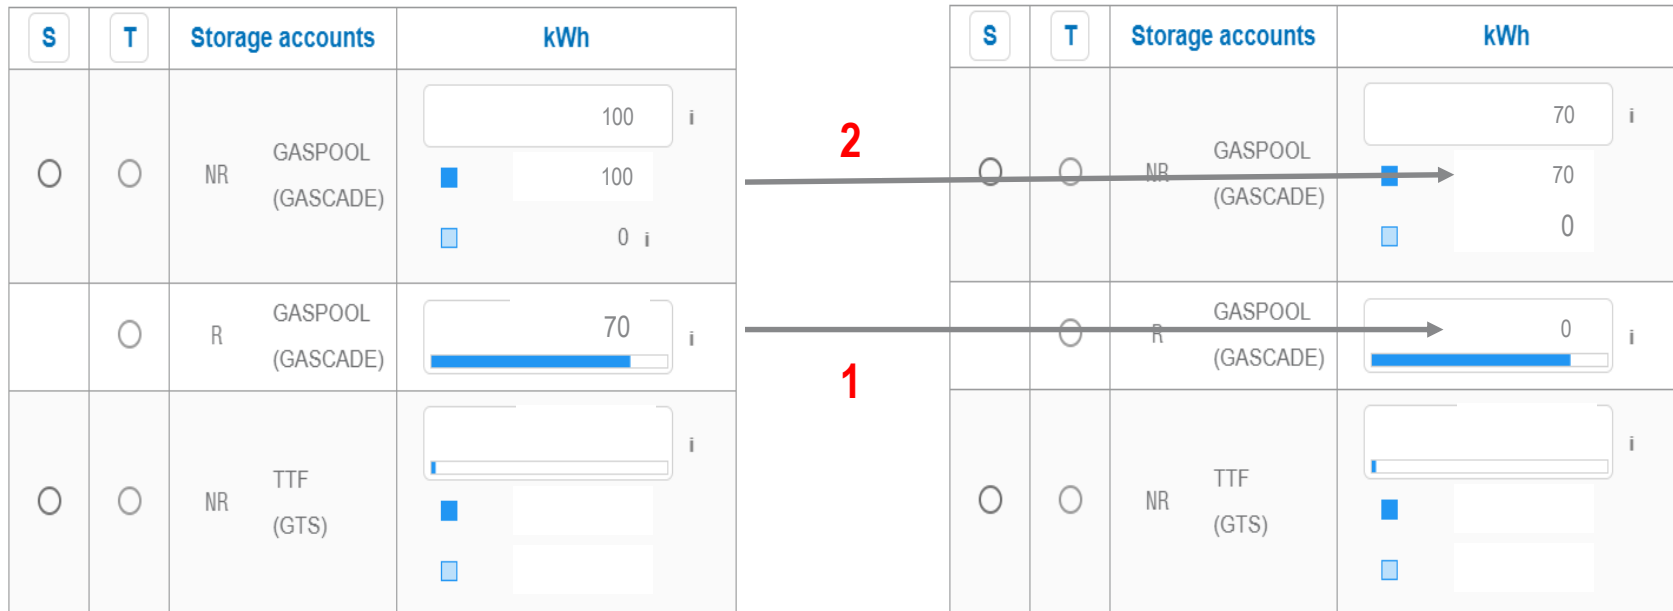 S T Storage accounts kWh
100 i
GASPOOL
NR 100
(GASCADE)
0 i
GASPOOL
R 70 i
(GASCADE)
i
TTF
NR
(GTS)
2
1
S T Storage accounts kWh
70 i
GASPOOL
NR 70
(GASCADE)
0
GASPOOL
R 0 i
(GASCADE)
i
TTF
NR
(GTS)